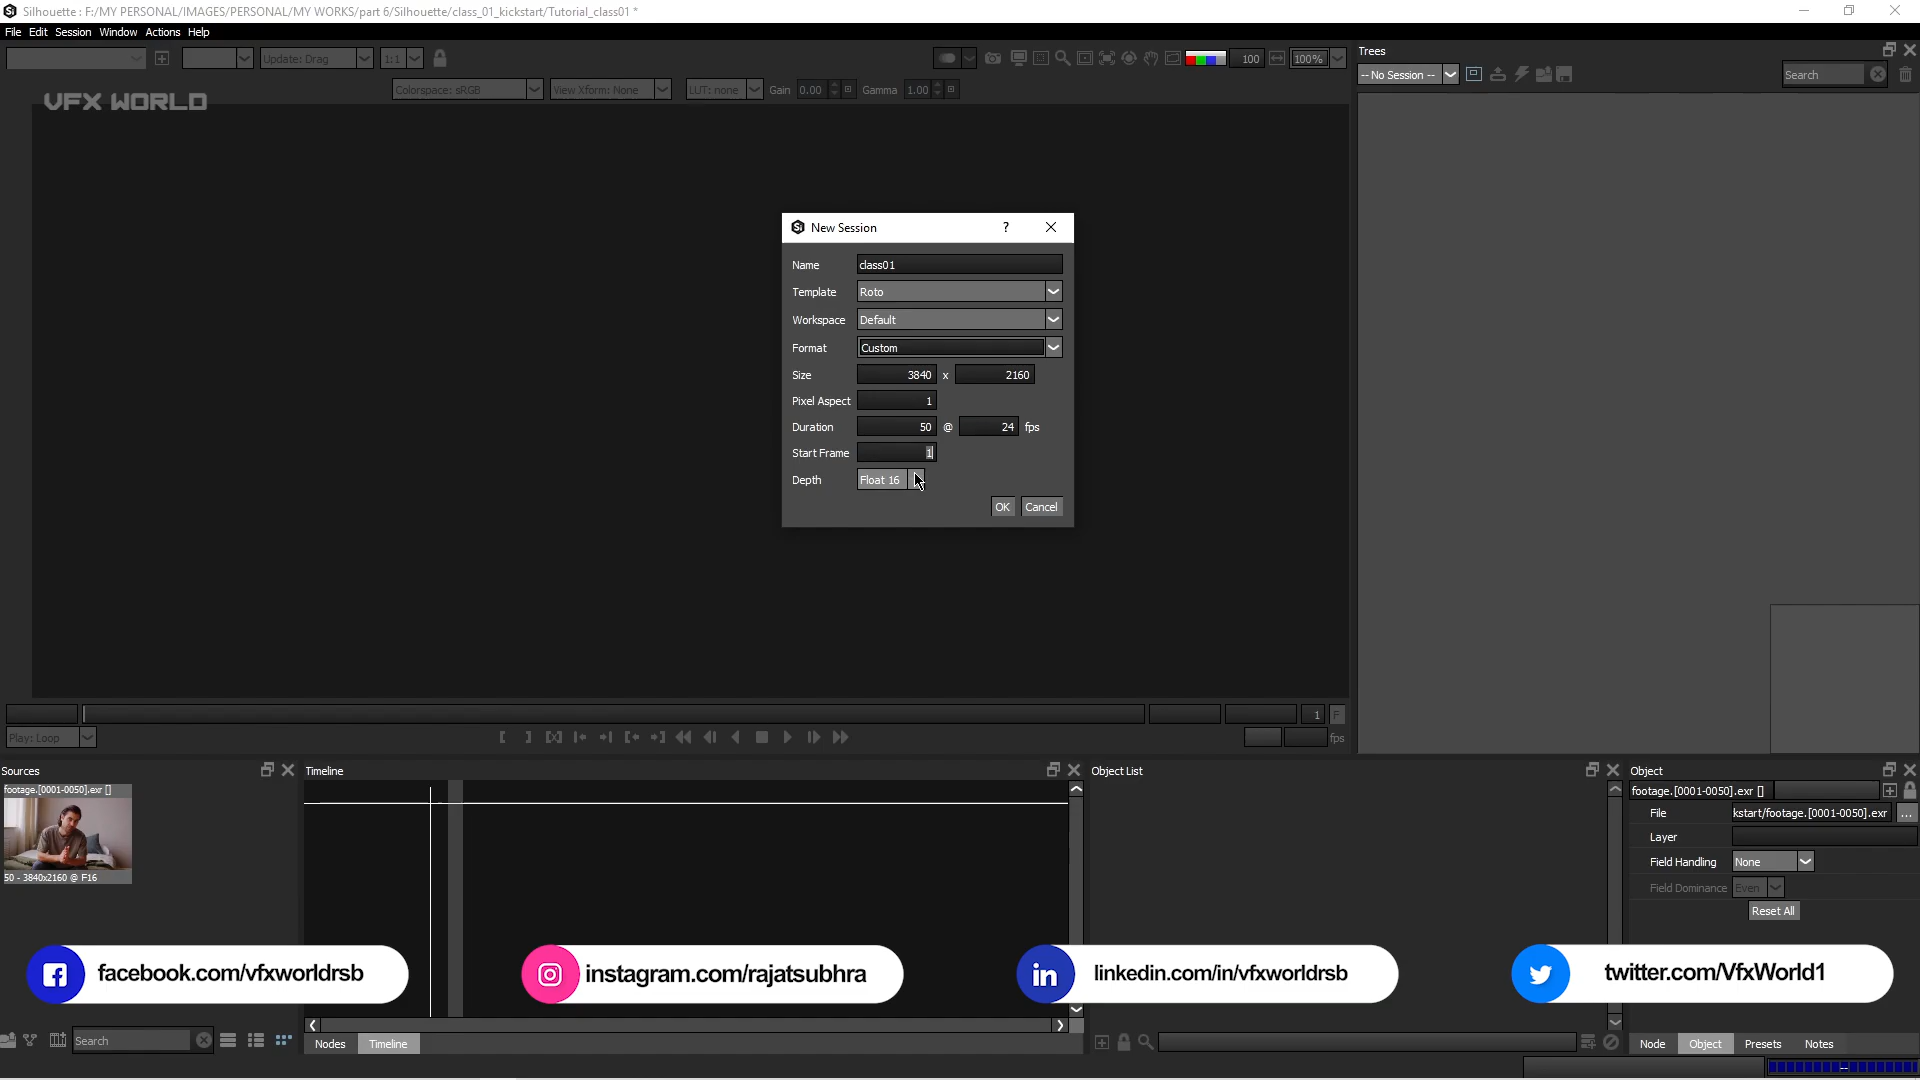 Silhouette : F:/MY PERSONAL/IMAGES/PERSONAL/MY WORKS/part 6/Silhouette/class_01_kickstart/Tutorial_class01 *
File Edit Session Window Actions Help
Update: Drag 1:1 100 100%
Colorspace: sRGB View Xform: None LUT: none Gain 0.00 Gamma 1.00
VFX WORLD
Trees
-- No Session -- Search
New Session ?
Name class01
Template Roto
Workspace Default
Format Custom
Size 3840 x 2160
Pixel Aspect 1
Duration 50 @ 24 fps
Start Frame 1
Depth Float 16
OK Cancel
1 F
Play: Loop fps
Sources
footage.[0001-0050].exr []
50 - 3840x2160 @ F16
Search
Timeline
Nodes Timeline
Object List
Object
footage.[0001-0050].exr []
File kstart/footage.[0001-0050].exr ...
Layer
Field Handling None
Field Dominance Even
Reset All
Node Object Presets Notes
facebook.com/vfxworldrsb
instagram.com/rajatsubhra
linkedin.com/in/vfxworldrsb
twitter.com/VfxWorld1